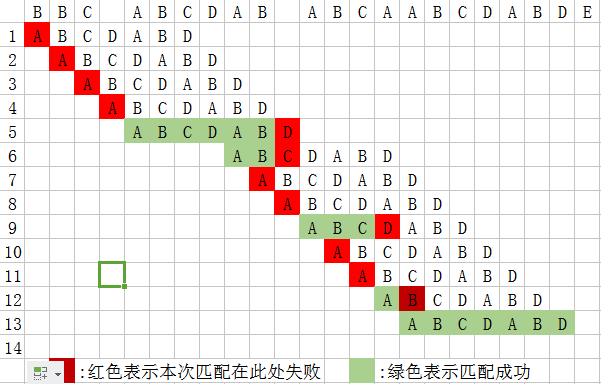 B B C A B C D A B A B C A A B C D A B D E
1 A B C D A B D
2 A B C D A B D
3 A B C D A B D
4 A B C D A B D
5 A B C D A B D
6 A B C D A B D
7 A B C D A B D
8 A B C D A B D
9 A B C D A B D
10 A B C D A B D
11 A B C D A B D
12 A B C D A B D
13 A B C D A B D
14
:红色表示本次匹配在此处失败 :绿色表示匹配成功